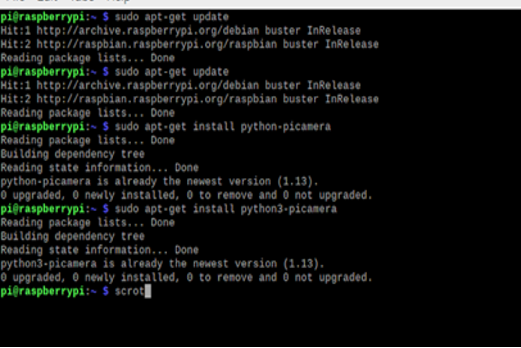 pi@raspberrypi:~ $ sudo apt-get update
Hit:1 http://archive.raspberrypi.org/debian buster InRelease
Hit:2 http://raspbian.raspberrypi.org/raspbian buster InRelease
Reading package lists... Done
pi@raspberrypi:~ $ sudo apt-get update
Hit:1 http://archive.raspberrypi.org/debian buster InRelease
Hit:2 http://raspbian.raspberrypi.org/raspbian buster InRelease
Reading package lists... Done
pi@raspberrypi:~ $ sudo apt-get install python-picamera
Reading package lists... Done
Building dependency tree
Reading state information... Done
python-picamera is already the newest version (1.13).
0 upgraded, 0 newly installed, 0 to remove and 0 not upgraded.
pi@raspberrypi:~ $ sudo apt-get install python3-picamera
Reading package lists... Done
Building dependency tree
Reading state information... Done
python3-picamera is already the newest version (1.13).
0 upgraded, 0 newly installed, 0 to remove and 0 not upgraded.
pi@raspberrypi:~ $ scrot